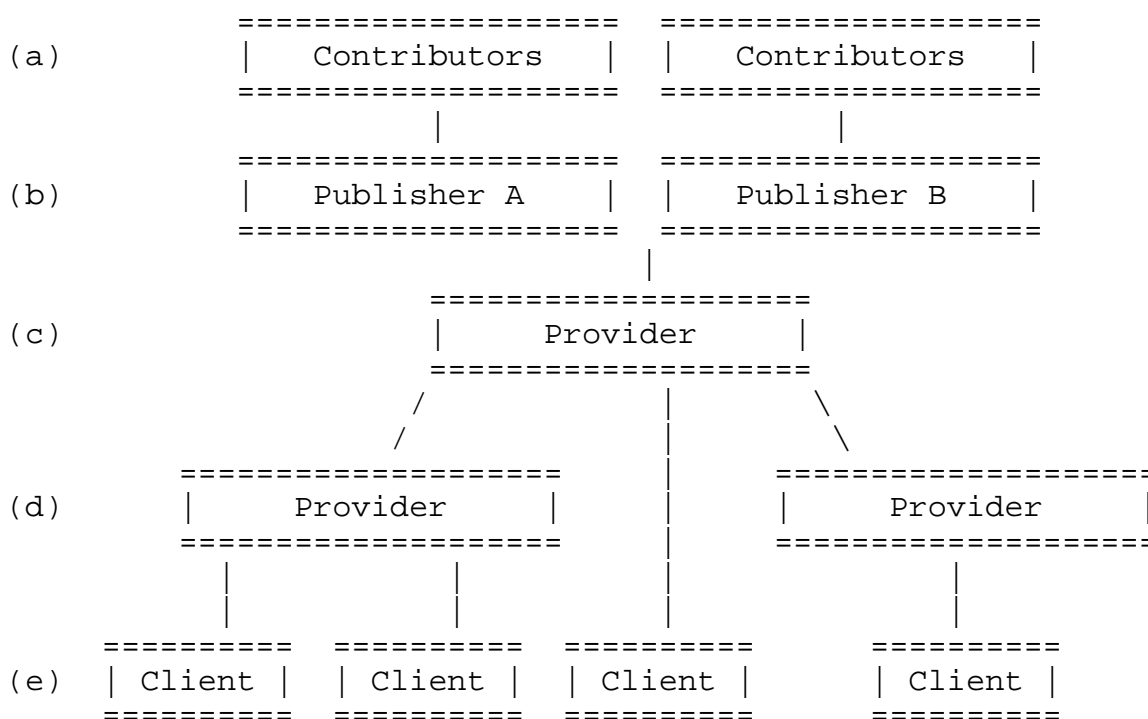 (a) Contributors Contributors
(b) Publisher A Publisher B
(c) Provider
(d) Provider Provider
(e) Client Client Client Client